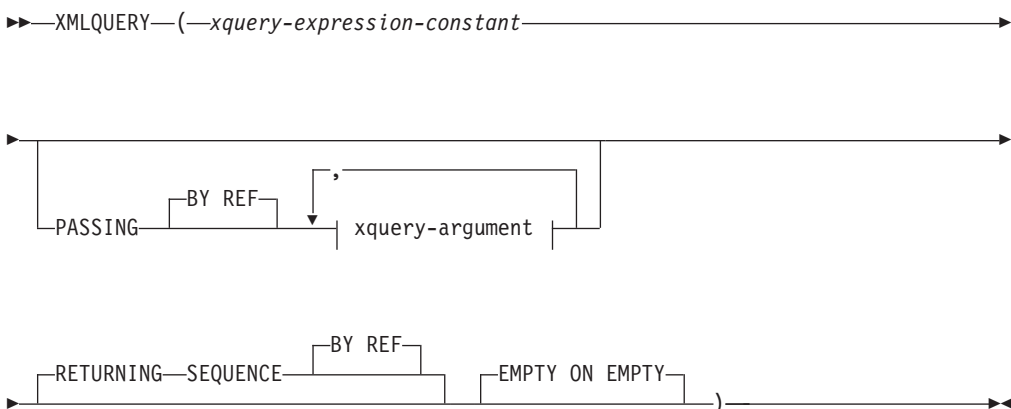 XMLQUERY ( xquery-expression-constant
,
BY REF
PASSING xquery-argument
BY REF
RETURNING SEQUENCE EMPTY ON EMPTY
)